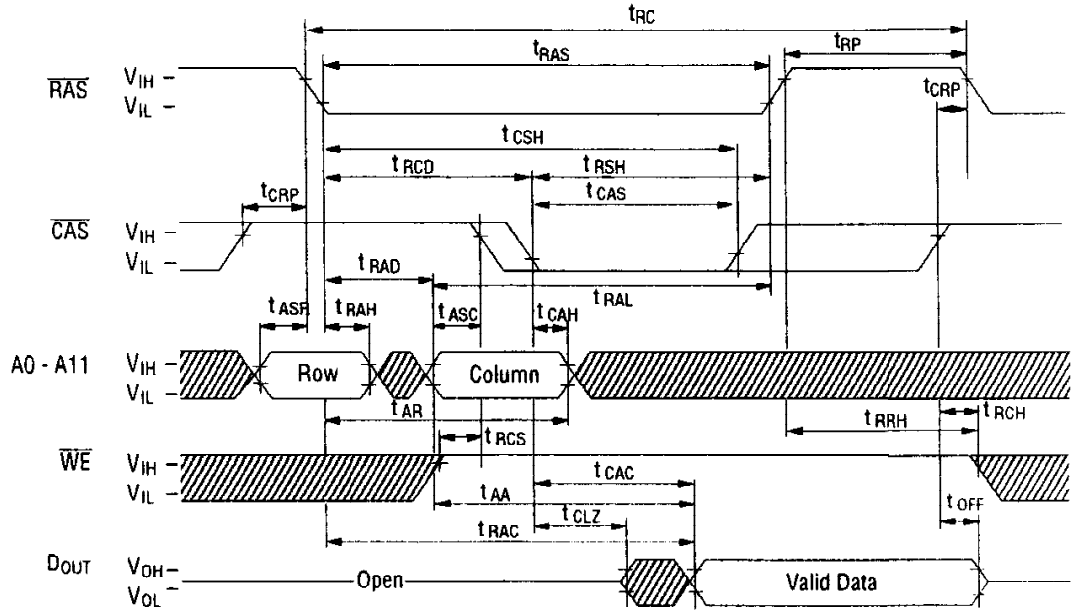 tRC
tRAS
tRP
RAS
VIH
VIL
tCRP
tCSH
tRCD
tRSH
tCRP
tCAS
CAS
VIH
VIL
tRAD
tRAL
tASR
tRAH
tASC
tCAH
A0 - A11
VIH
VIL
Row
Column
tAR
tRCS
tRRH
tRCH
WE
VIH
VIL
tCAC
tAA
tOFF
tCLZ
tRAC
DOUT
VOH
VOL
Open
Valid Data